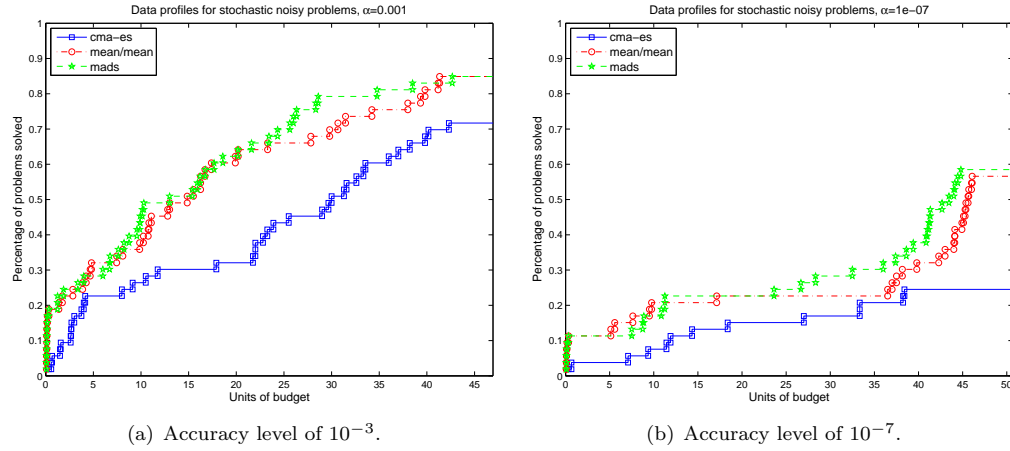 Data profiles for stochastic noisy problems, α=0.001
cma−es
mean/mean
mads
Percentage of problems solved
1
0.9
0.8
0.7
0.6
0.5
0.4
0.3
0.2
0.1
0
0 5 10 15 20 25 30 35 40 45
Units of budget
(a) Accuracy level of 10⁻³.
Data profiles for stochastic noisy problems, α=1e−07
cma−es
mean/mean
mads
Percentage of problems solved
1
0.9
0.8
0.7
0.6
0.5
0.4
0.3
0.2
0.1
0
0 5 10 15 20 25 30 35 40 45 50
Units of budget
(b) Accuracy level of 10⁻⁷.